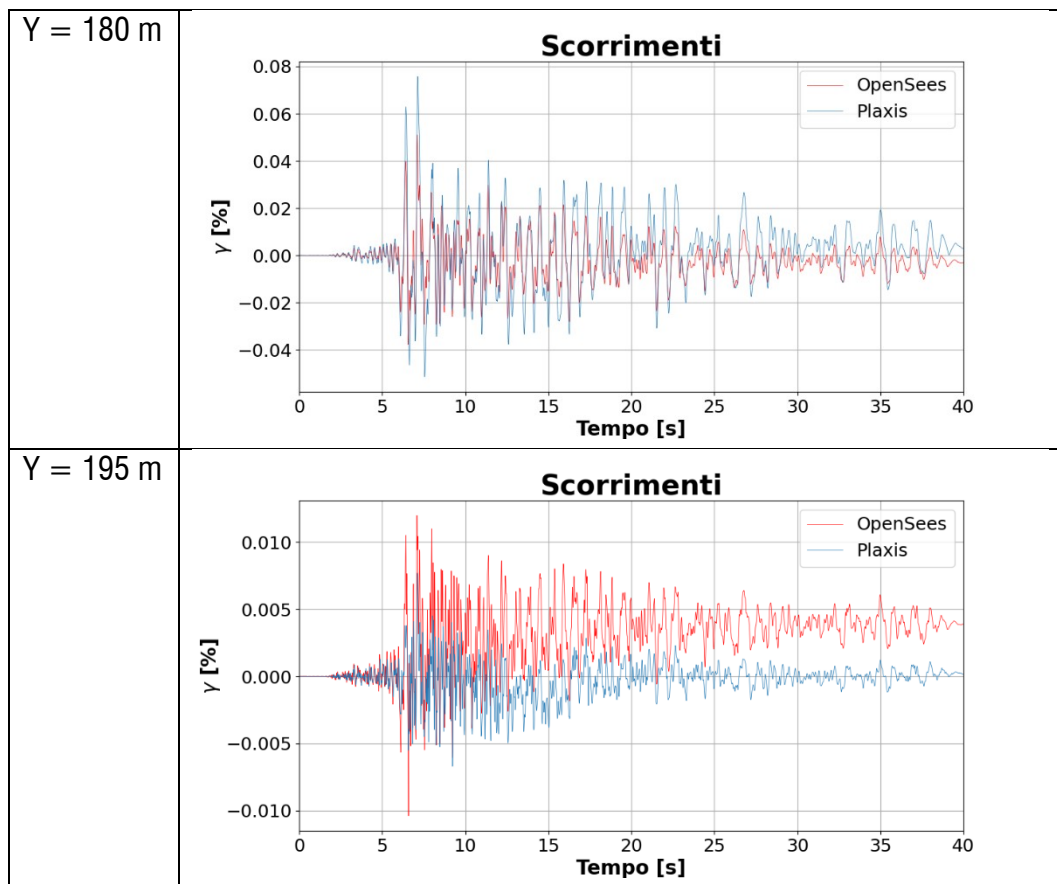 Y = 180 m
Scorrimenti
OpenSees
Plaxis
0.08
0.06
0.04
0.02
0.00
−0.02
−0.04
γ [%]
0 5 10 15 20 25 30 35 40
Tempo [s]
Y = 195 m
Scorrimenti
OpenSees
Plaxis
0.010
0.005
0.000
−0.005
−0.010
γ [%]
0 5 10 15 20 25 30 35 40
Tempo [s]